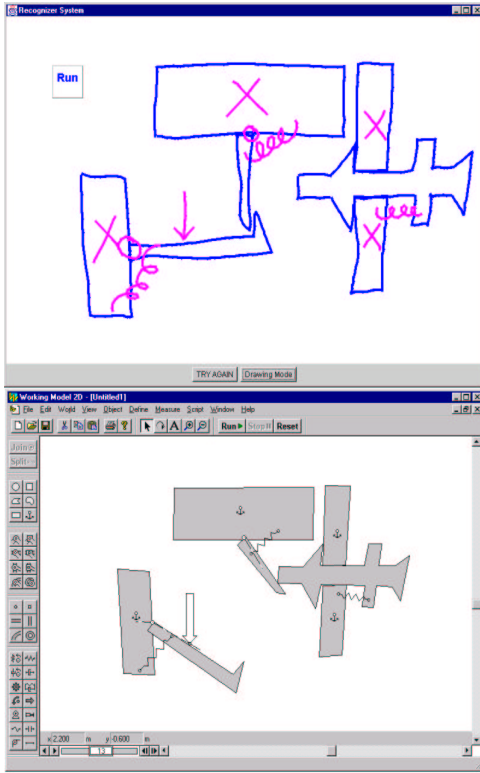 Recognizer System
Run
TRY AGAIN Drawing Mode
Working Model 2D - [Untitled1]
File Edit World View Object Define Measure Script Window Help
Run Stop Reset
Join
Split
x 2.200 m y -0.600 m
13